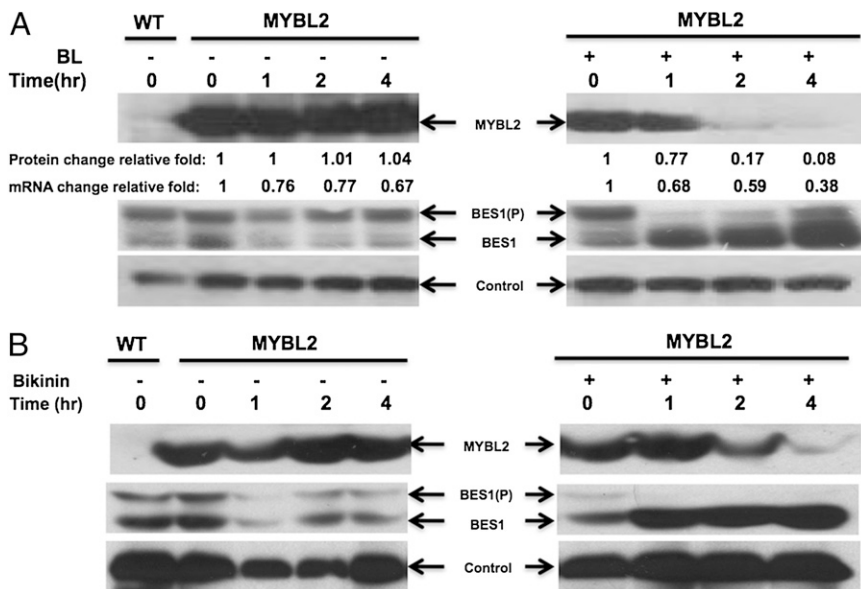 A
WT MYBL2 MYBL2
BL - - - - - + + + +
Time(hr) 0 0 1 2 4 0 1 2 4
MYBL2
Protein change relative fold: 1 1 1.01 1.04 1 0.77 0.17 0.08
mRNA change relative fold: 1 0.76 0.77 0.67 1 0.68 0.59 0.38
BES1(P)
BES1
Control
B
WT MYBL2 MYBL2
Bikinin - - - - - + + + +
Time (hr) 0 0 1 2 4 0 1 2 4
MYBL2
BES1(P)
BES1
Control